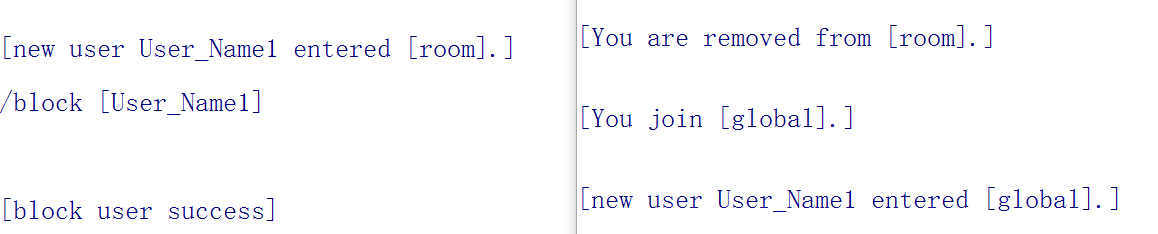 [new user User_Name1 entered [room].]
/block [User_Name1]
[block user success]
[You are removed from [room].]
[You join [global].]
[new user User_Name1 entered [global].]